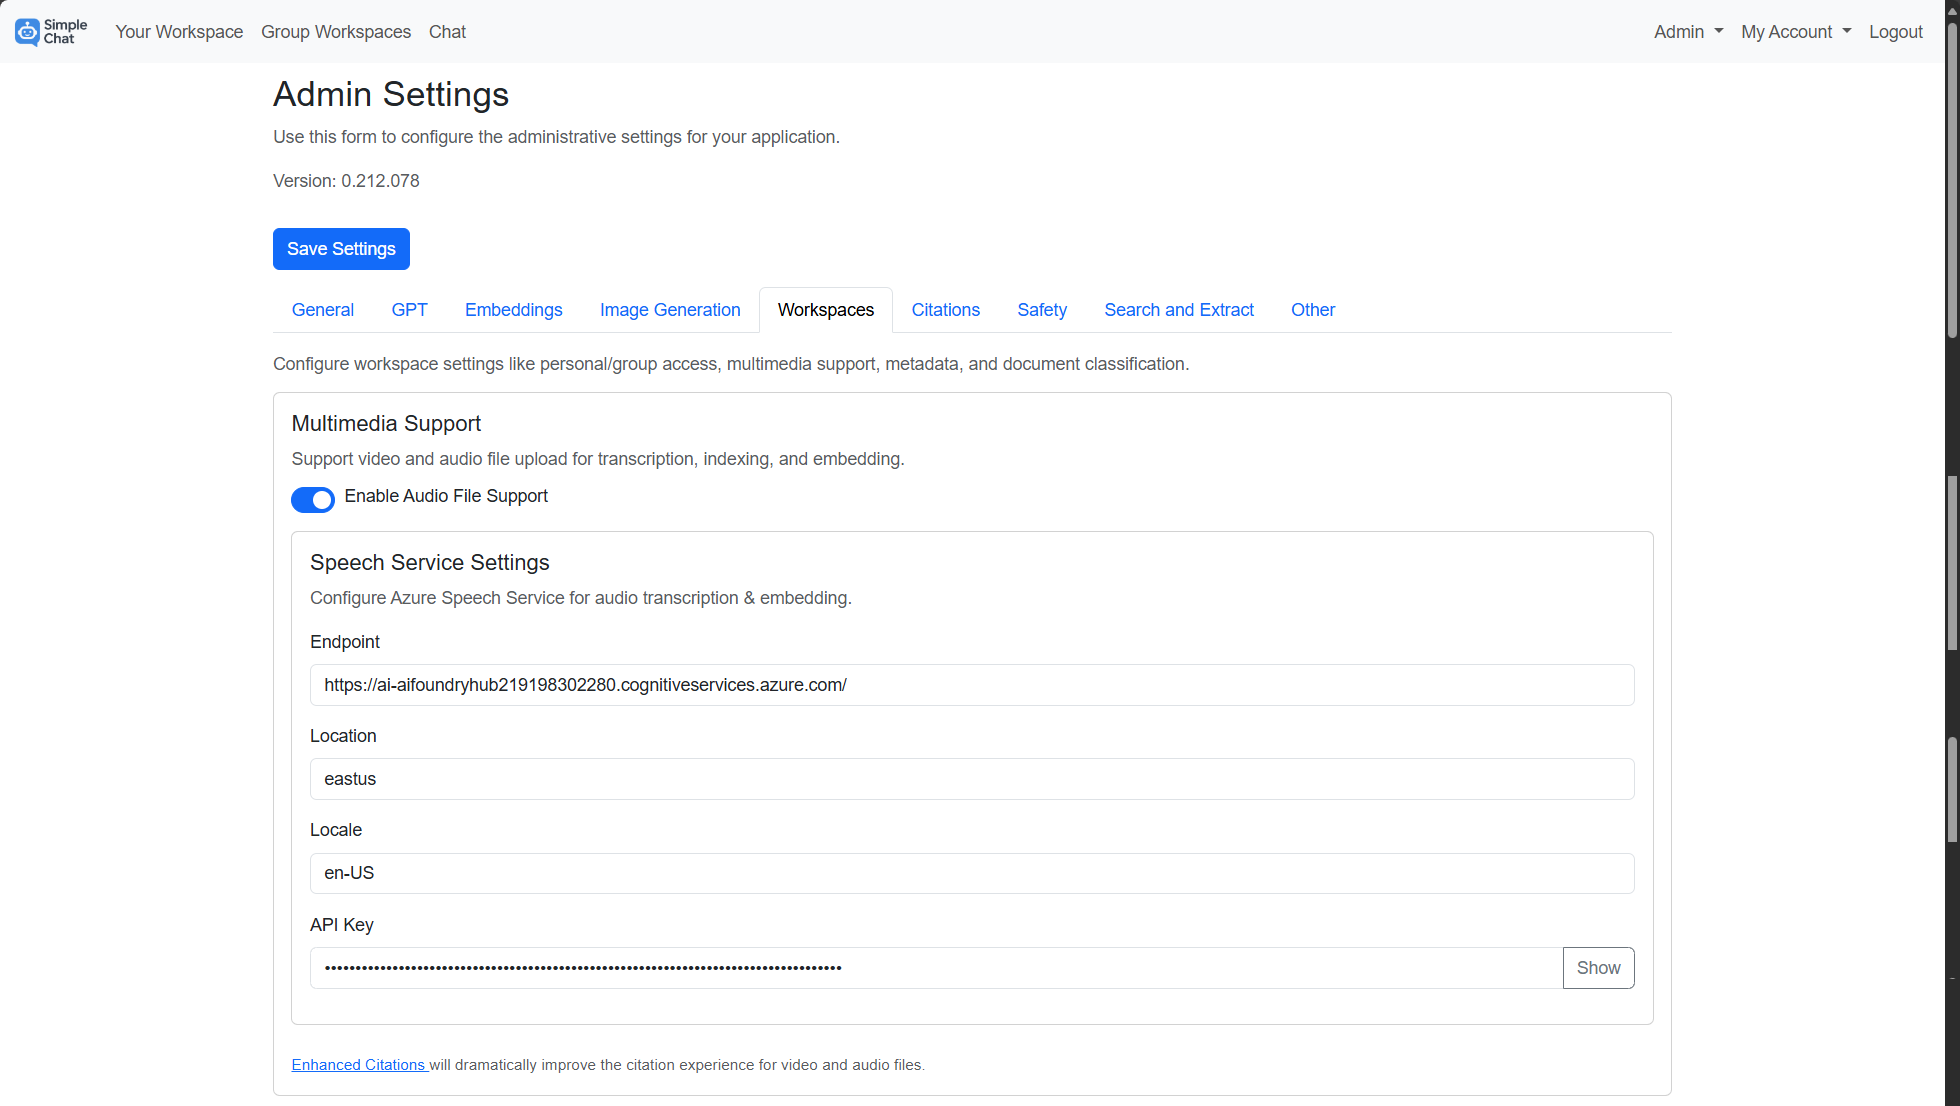 Simple Chat
Your Workspace Group Workspaces Chat Admin My Account Logout
Admin Settings
Use this form to configure the administrative settings for your application.
Version: 0.212.078
Save Settings
General GPT Embeddings Image Generation Workspaces Citations Safety Search and Extract Other
Configure workspace settings like personal/group access, multimedia support, metadata, and document classification.
Multimedia Support
Support video and audio file upload for transcription, indexing, and embedding.
Enable Audio File Support
Speech Service Settings
Configure Azure Speech Service for audio transcription & embedding.
Endpoint
https://ai-aifoundryhub219198302280.cognitiveservices.azure.com/
Location
eastus
Locale
en-US
API Key
Show
Enhanced Citations will dramatically improve the citation experience for video and audio files.